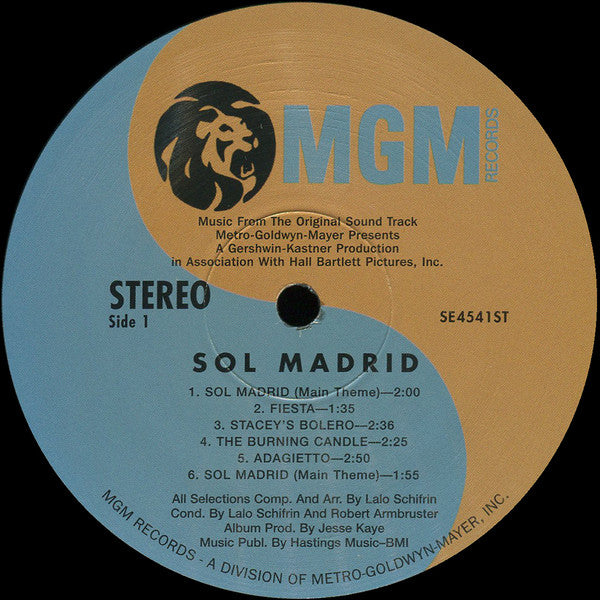 MGM
RECORDS
Music From The Original Sound Track
Metro-Goldwyn-Mayer Presents
A Gershwin-Kastner Production
in Association With Hall Bartlett Pictures, Inc.
STEREO
Side 1
SE4541ST
SOL MADRID
1. SOL MADRID (Main Theme)—2:00
2. FIESTA—1:35
3. STACEY'S BOLERO—2:36
4. THE BURNING CANDLE—2:25
5. ADAGIETTO—2:50
6. SOL MADRID (Main Theme)—1:55
All Selections Comp. And Arr. By Lalo Schifrin
Cond. By Lalo Schifrin And Robert Armbruster
Album Prod. By Jesse Kaye
Music Publ. By Hastings Music–BMI
MGM RECORDS - A DIVISION OF METRO-GOLDWYN-MAYER, INC.